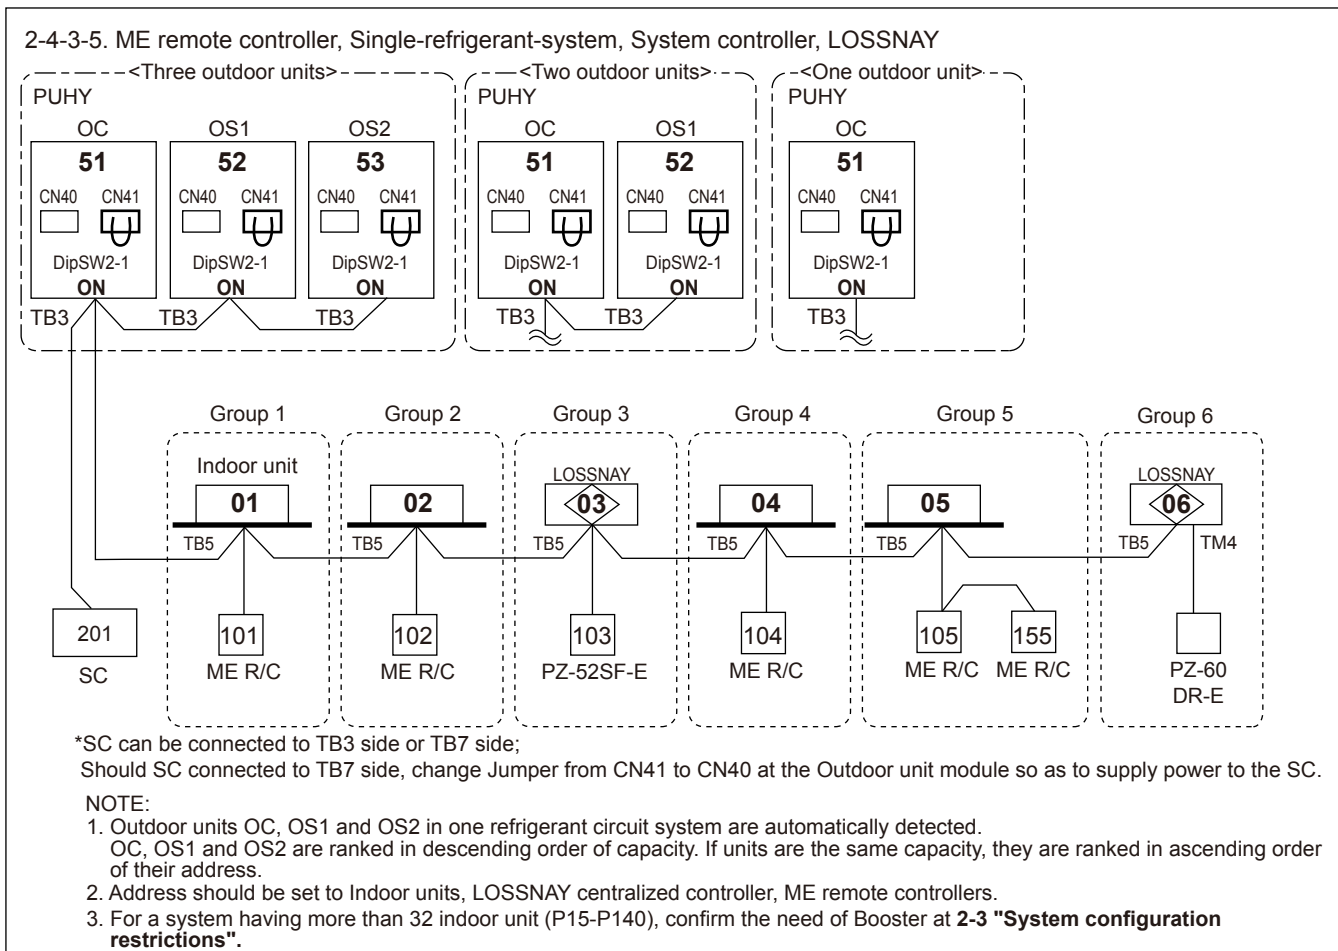 2-4-3-5. ME remote controller, Single-refrigerant-system, System controller, LOSSNAY
<Three outdoor units>
<Two outdoor units>
<One outdoor unit>
PUHY
PUHY
PUHY
OC
OS1
OS2
OC
OS1
OC
51
52
53
51
52
51
CN40 CN41
CN40 CN41
CN40 CN41
CN40 CN41
CN40 CN41
CN40 CN41
DipSW2-1
DipSW2-1
DipSW2-1
DipSW2-1
DipSW2-1
DipSW2-1
ON
ON
ON
ON
ON
ON
TB3
TB3
TB3
TB3
TB3
TB3
Group 1
Group 2
Group 3
Group 4
Group 5
Group 6
Indoor unit
LOSSNAY
LOSSNAY
01
02
03
04
05
06
TB5
TB5
TB5
TB5
TB5
TB5
TM4
201
101
102
103
104
105
155
SC
ME R/C
ME R/C
PZ-52SF-E
ME R/C
ME R/C
ME R/C
PZ-60
DR-E
*SC can be connected to TB3 side or TB7 side;
Should SC connected to TB7 side, change Jumper from CN41 to CN40 at the Outdoor unit module so as to supply power to the SC.
NOTE:
1. Outdoor units OC, OS1 and OS2 in one refrigerant circuit system are automatically detected.
OC, OS1 and OS2 are ranked in descending order of capacity. If units are the same capacity, they are ranked in ascending order
of their address.
2. Address should be set to Indoor units, LOSSNAY centralized controller, ME remote controllers.
3. For a system having more than 32 indoor unit (P15-P140), confirm the need of Booster at 2-3 "System configuration
restrictions".